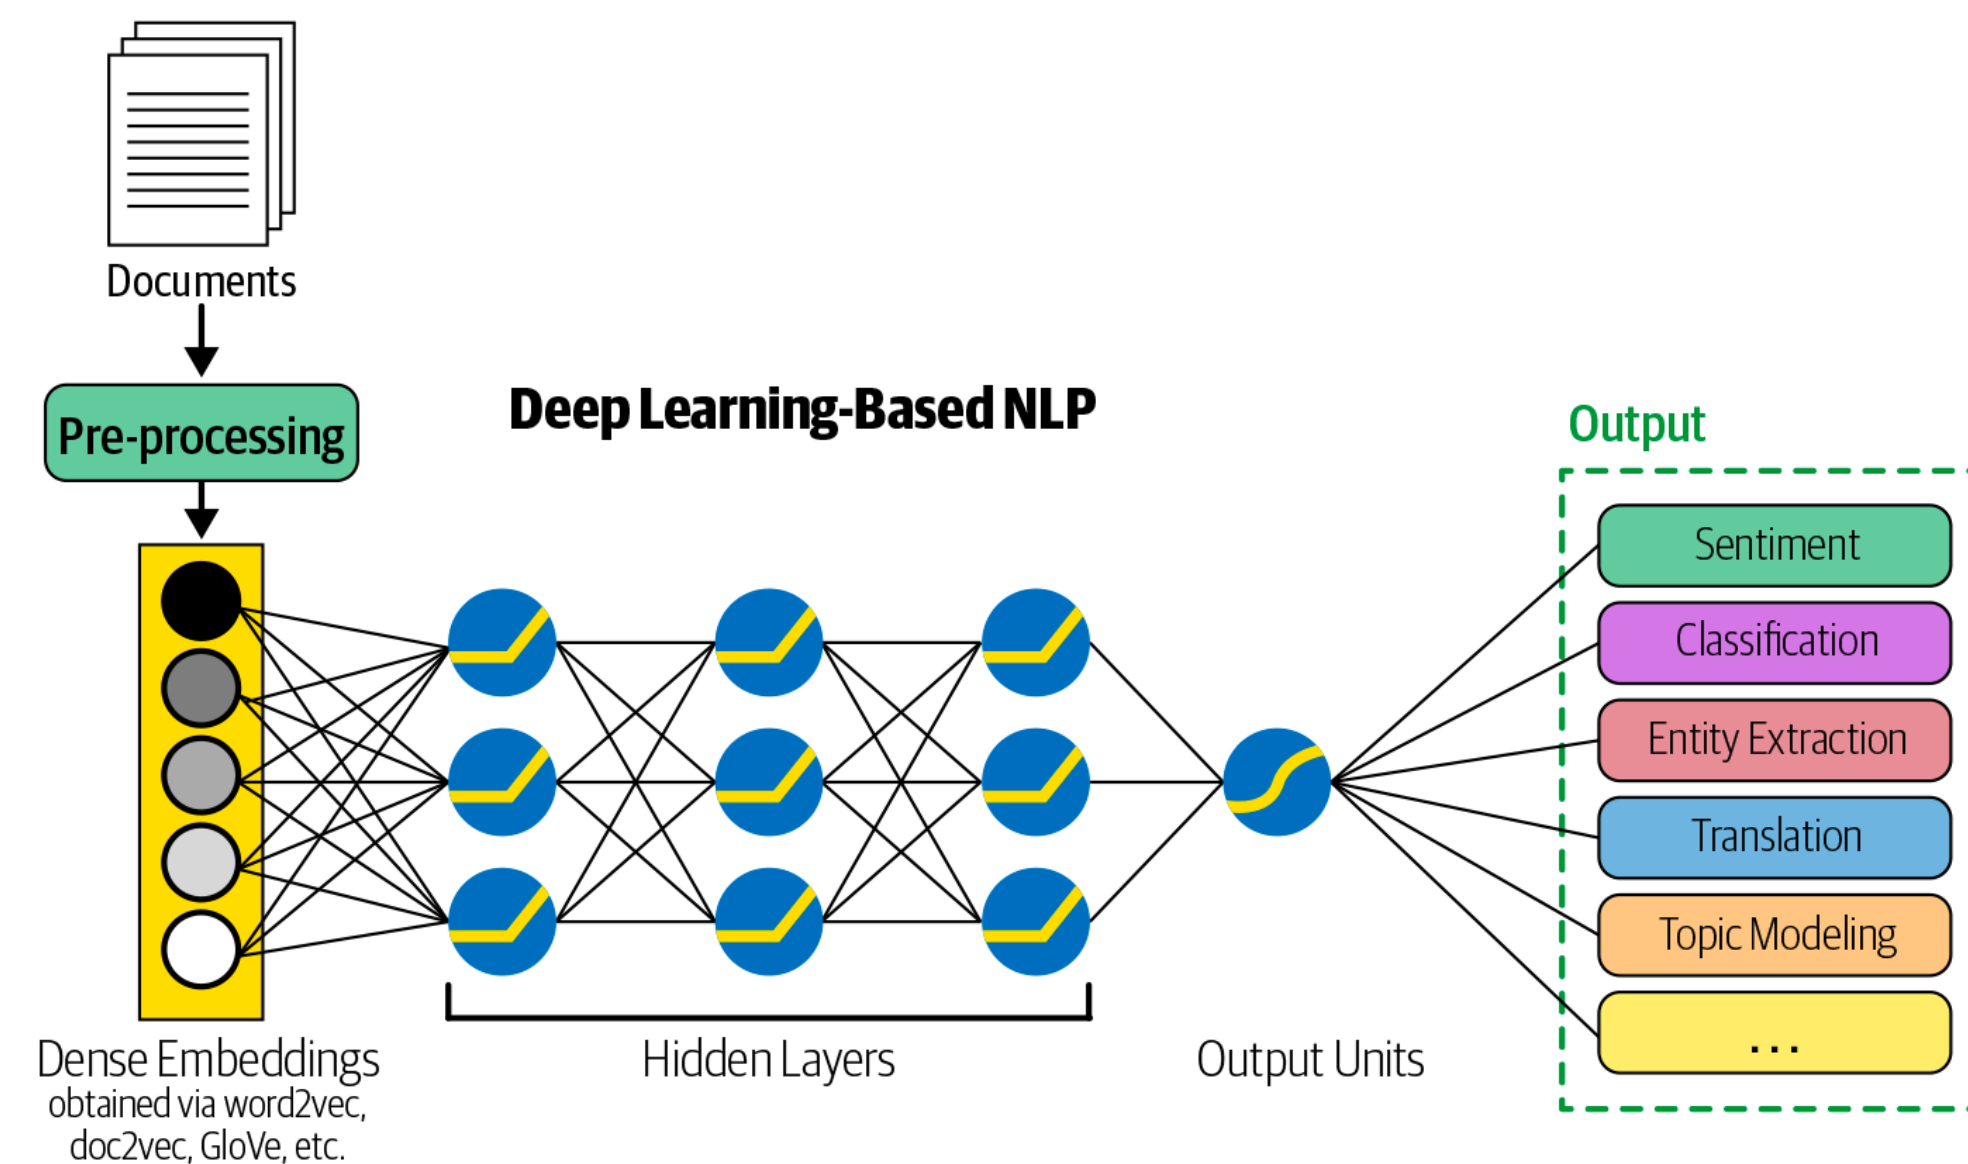 Documents
Pre-processing
Deep Learning-Based NLP
Dense Embeddings
obtained via word2vec,
doc2vec, GloVe, etc.
Hidden Layers
Output Units
Output
Sentiment
Classification
Entity Extraction
Translation
Topic Modeling
...